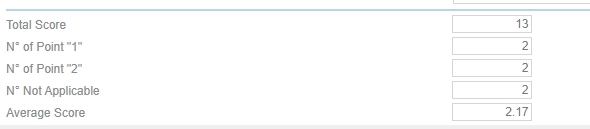 Total Score 13
N° of Point "1" 2
N° of Point "2" 2
N° Not Applicable 2
Average Score 2.17